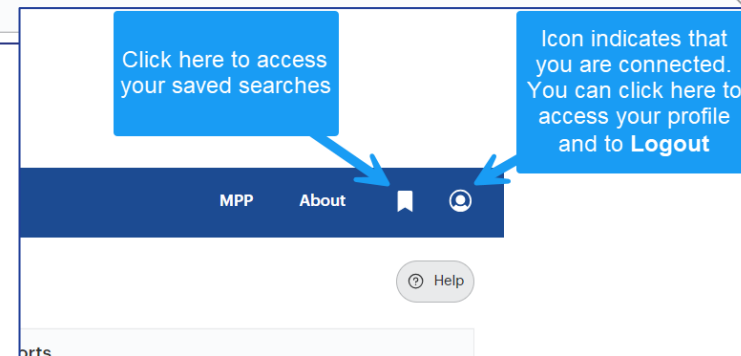 Click here to access
your saved searches
Icon indicates that
you are connected.
You can click here to
access your profile
and to Logout
MPP About
Help
orts